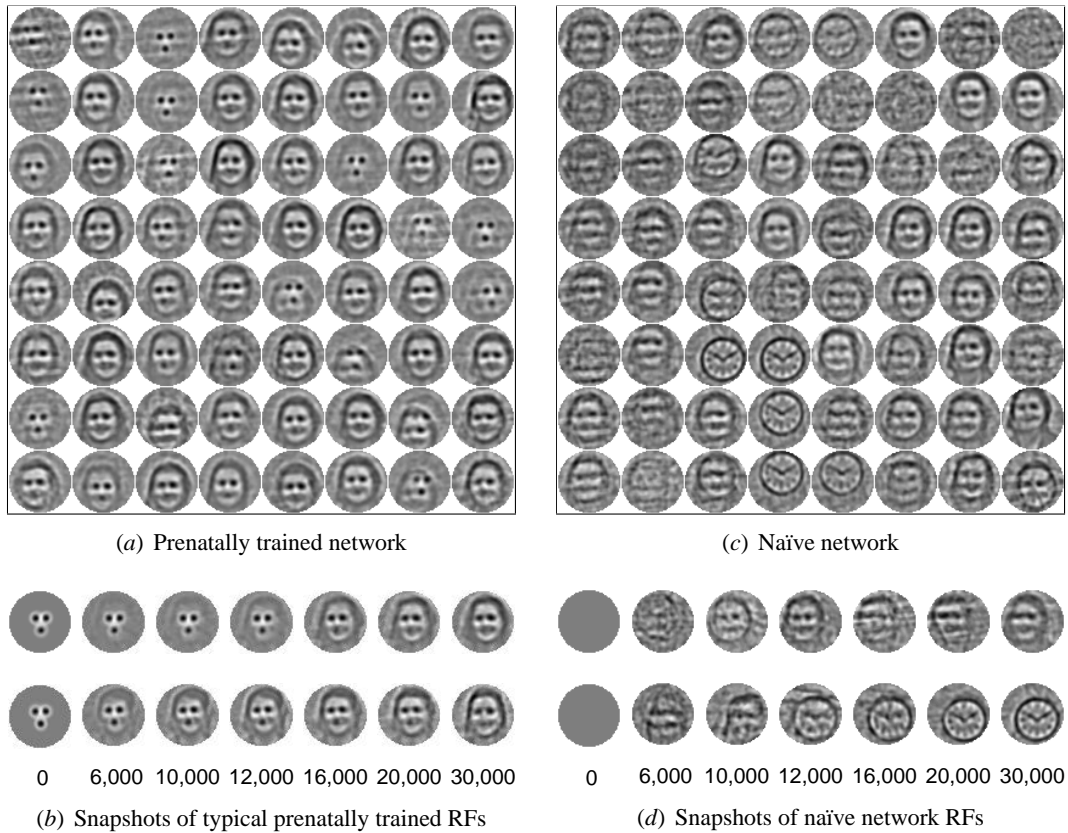 (a) Prenatally trained network
(c) Naïve network
0 6,000 10,000 12,000 16,000 20,000 30,000
0 6,000 10,000 12,000 16,000 20,000 30,000
(b) Snapshots of typical prenatally trained RFs
(d) Snapshots of naïve network RFs